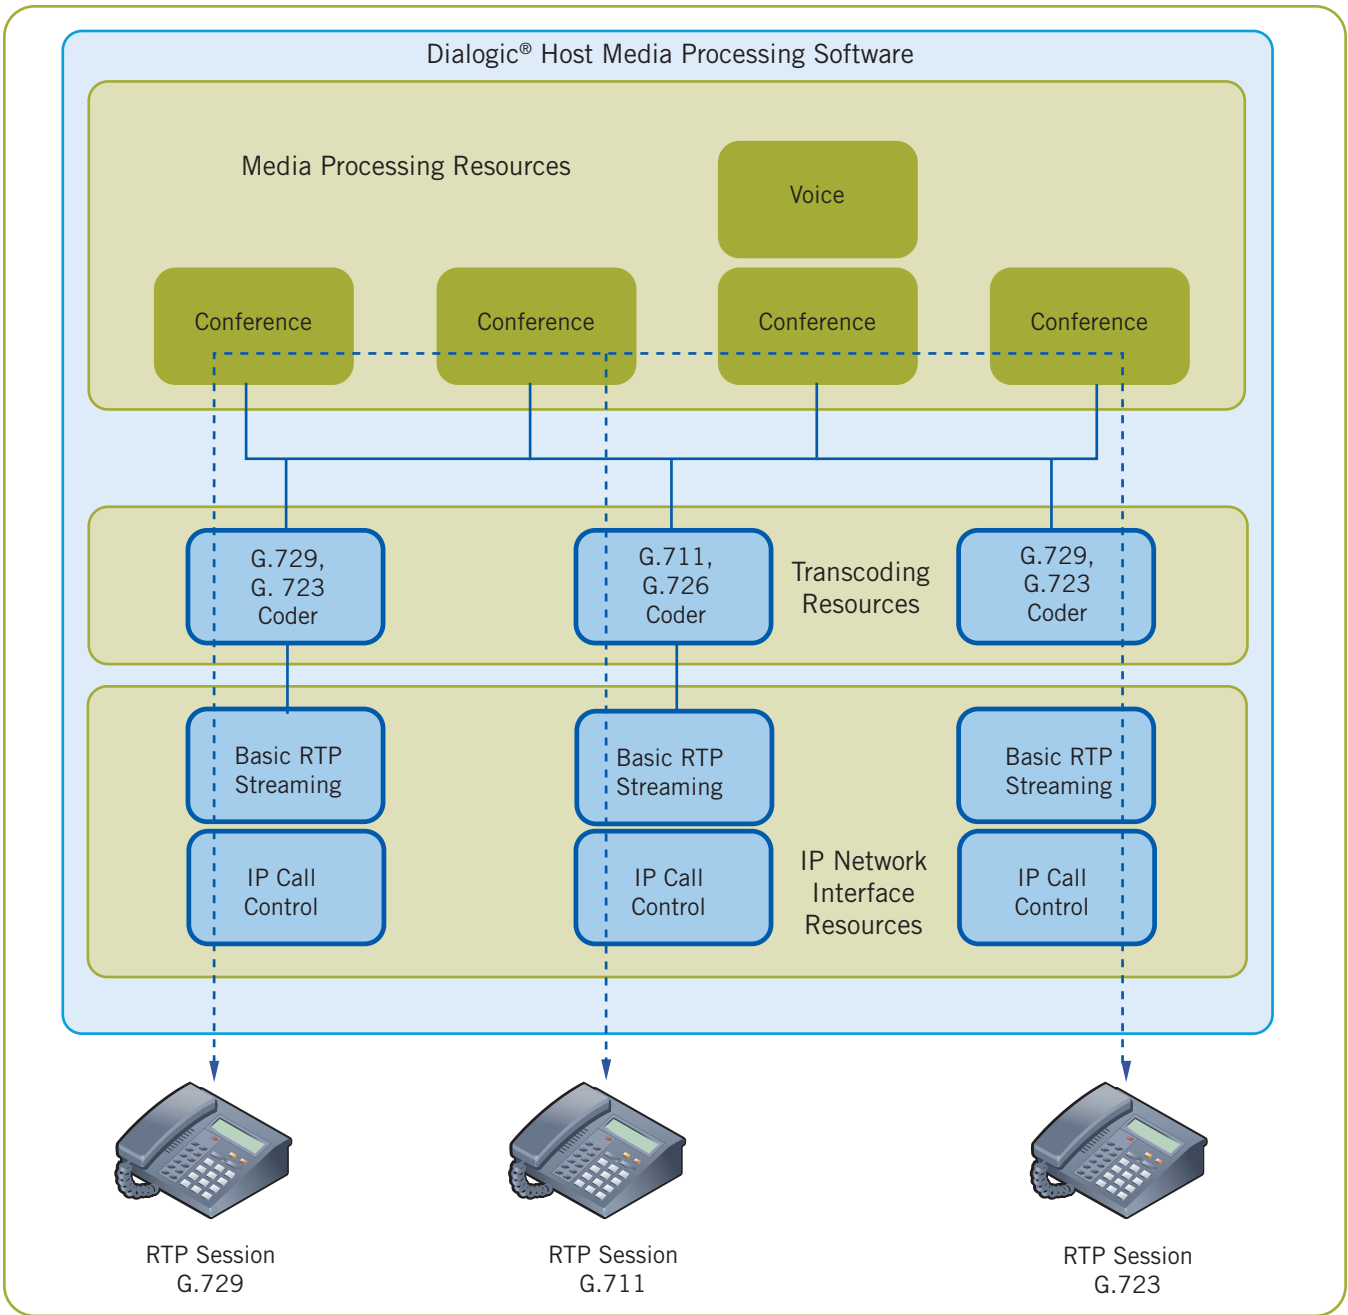 Dialogic® Host Media Processing Software
Media Processing Resources
Voice
Conference
Conference
Conference
Conference
G.729,
G. 723
Coder
G.711,
G.726
Coder
Transcoding
Resources
G.729,
G.723
Coder
Basic RTP
Streaming
Basic RTP
Streaming
Basic RTP
Streaming
IP Call
Control
IP Call
Control
IP Network
Interface
Resources
IP Call
Control
RTP Session
G.729
RTP Session
G.711
RTP Session
G.723